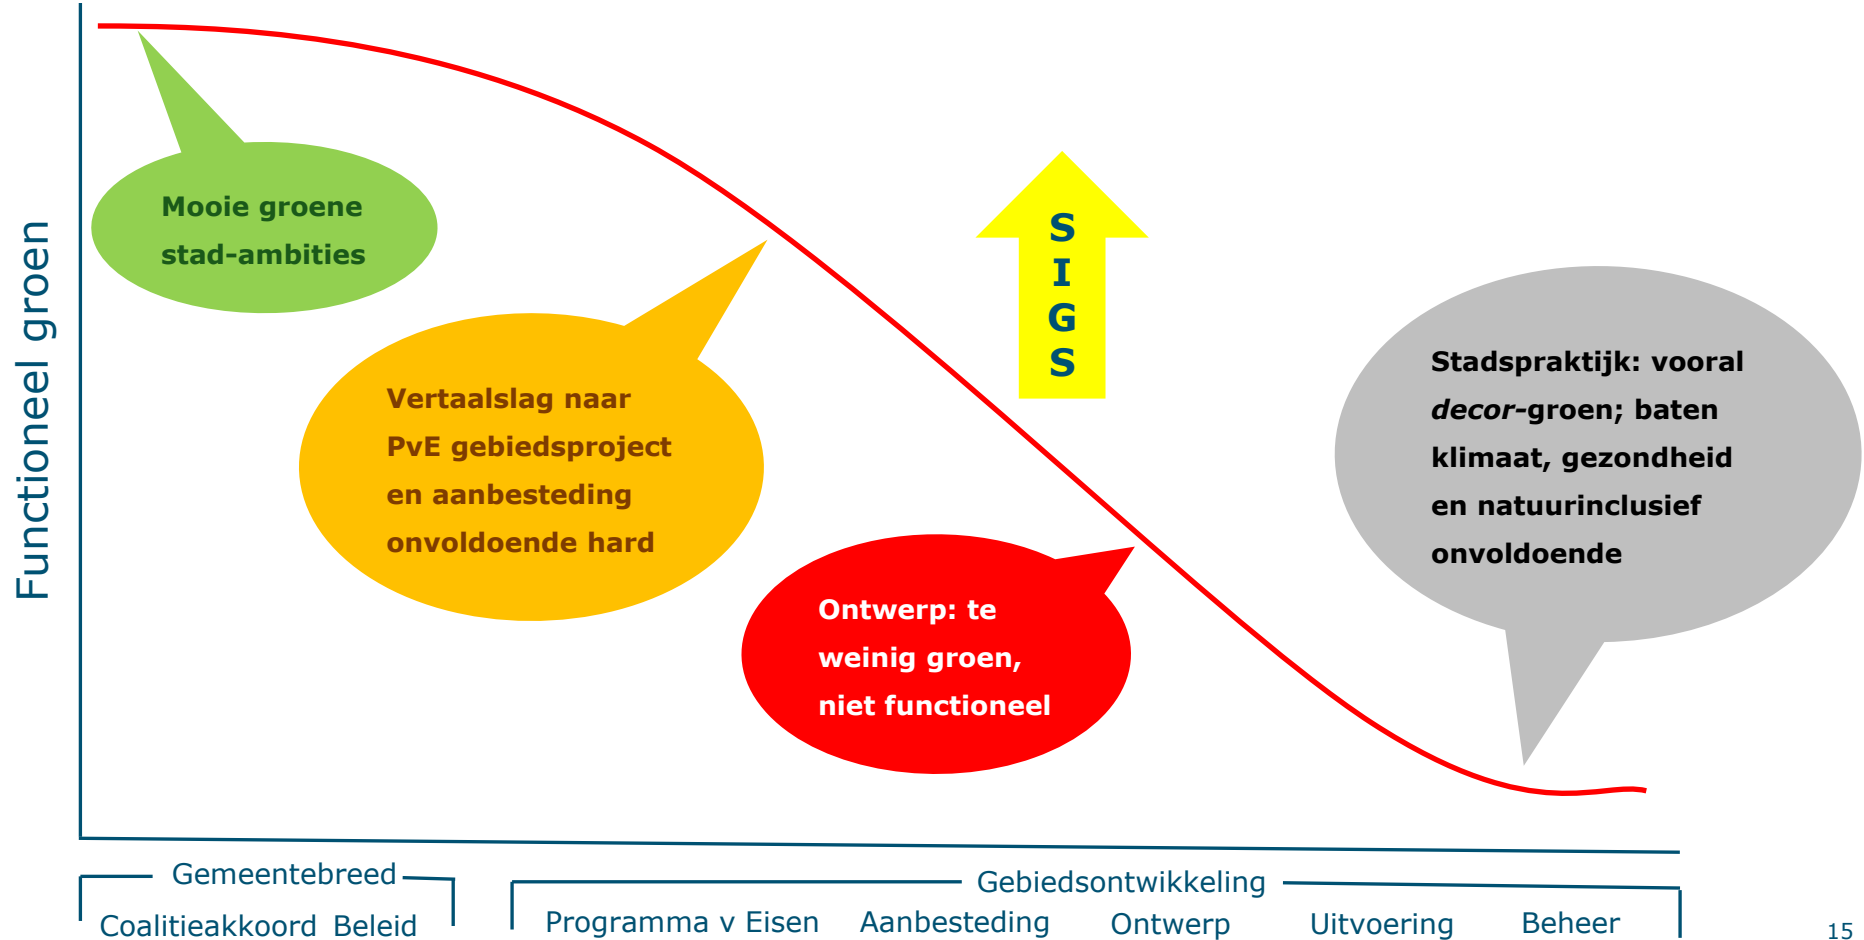 Functioneel groen
Mooie groene
stad-ambities
Vertaalslag naar
PvE gebiedsproject
en aanbesteding
onvoldoende hard
S
I
G
S
Ontwerp: te
weinig groen,
niet functioneel
Stadspraktijk: vooral
decor-groen; baten
klimaat, gezondheid
en natuurinclusief
onvoldoende
Gemeentebreed
Coalitieakkoord Beleid
Gebiedsontwikkeling
Programma v Eisen Aanbesteding Ontwerp Uitvoering Beheer
15